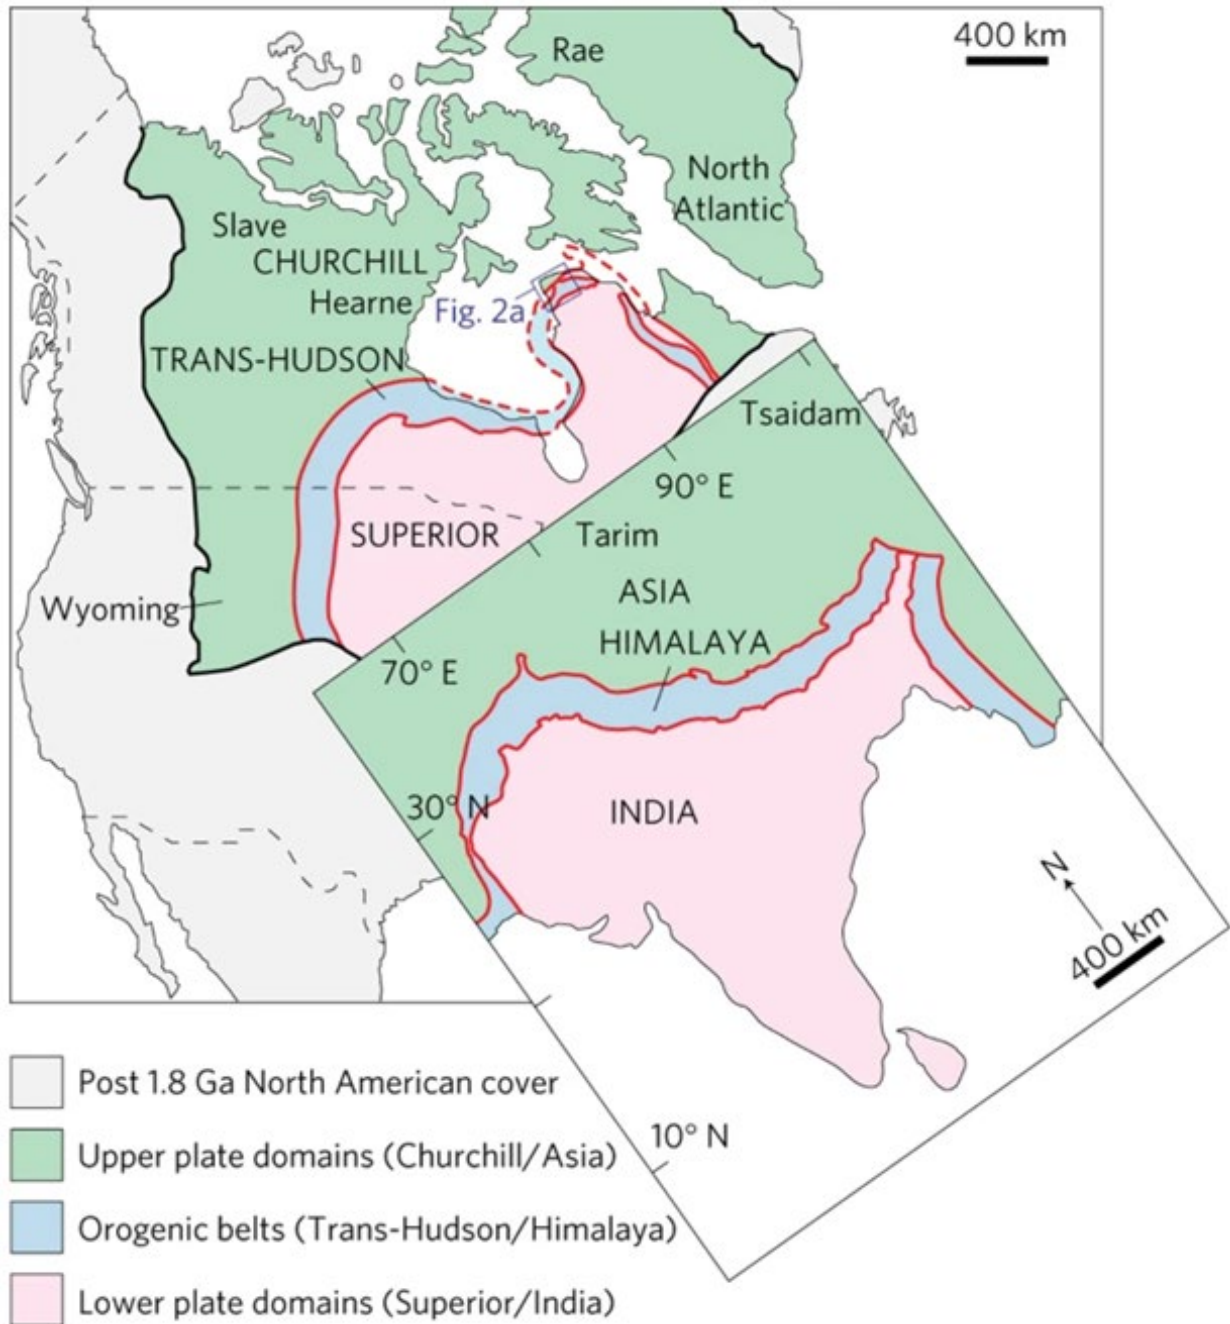 400 km
Rae
North
Atlantic
Slave
CHURCHILL
Hearne
Fig. 2a
TRANS-HUDSON
Tsaidam
90° E
SUPERIOR
Tarim
ASIA
Wyoming
HIMALAYA
70° E
30° N
INDIA
N
400 km
10° N
Post 1.8 Ga North American cover
Upper plate domains (Churchill/Asia)
Orogenic belts (Trans-Hudson/Himalaya)
Lower plate domains (Superior/India)